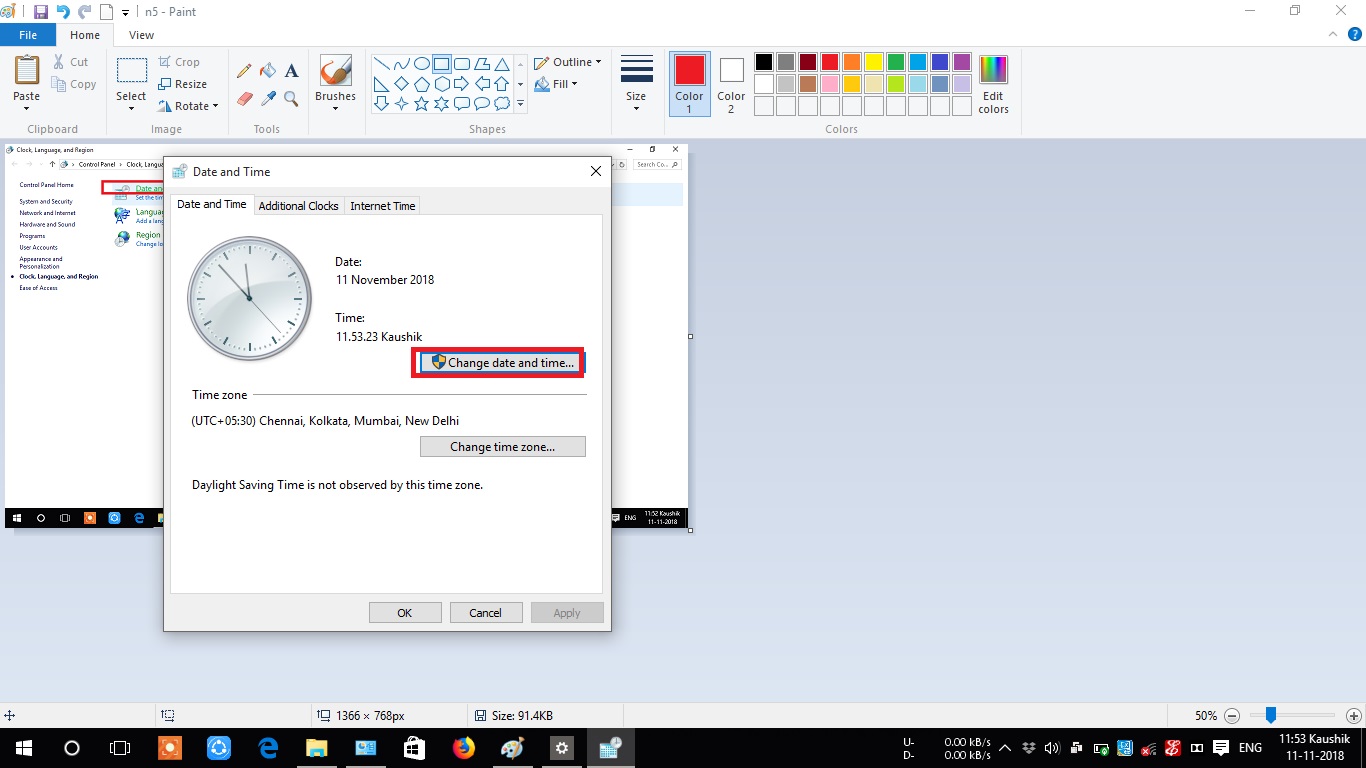 n5 - Paint
File Home View
Paste
Cut
Copy
Clipboard
Select
Crop
Resize
Rotate
Image
A
Tools
Brushes
Outline
Fill
Shapes
Size
Color 1
Color 2
Edit colors
Colors
Clock, Language, and Region
Control Panel > Clock, Langua
Search Co...
Control Panel Home
System and Security
Network and Internet
Hardware and Sound
Programs
User Accounts
Appearance and
Personalization
Clock, Language, and Region
Ease of Access
Date an
Set the tim
Langua
Add a lang
Region
Change lo
Date and Time
Date and Time Additional Clocks Internet Time
Date:
11 November 2018
Time:
11.53.23 Kaushik
Change date and time...
Time zone
(UTC+05:30) Chennai, Kolkata, Mumbai, New Delhi
Change time zone...
Daylight Saving Time is not observed by this time zone.
OK Cancel Apply
ENG
11:52 Kaushik
11-11-2018
1366 × 768px
Size: 91.4KB
50%
U- 0.00 kB/s
D- 0.00 kB/s
ENG
11:53 Kaushik
11-11-2018